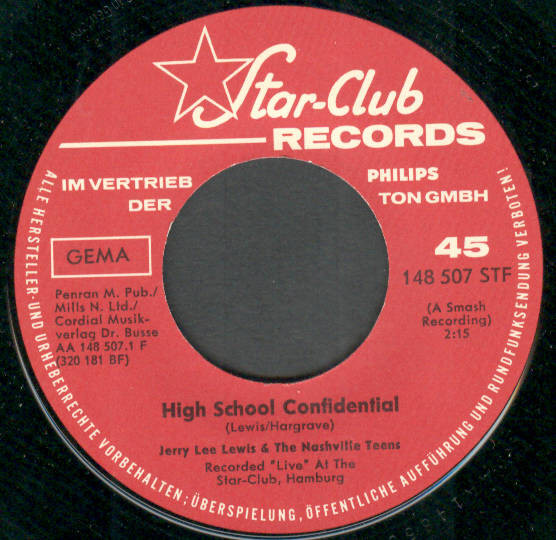 Star-Club
RECORDS
IM VERTRIEB
DER
PHILIPS
TON GMBH
GEMA
45
148 507 STF
Penran M. Pub./
Mills N. Ltd./
Cordial Musik-
verlag Dr. Busse
AA 148 507.1 F
(320 181 BF)
(A Smash
Recording)
2:15
High School Confidential
(Lewis/Hargrave)
Jerry Lee Lewis & The Nashville Teens
Recorded "Live" At The
Star-Club, Hamburg
ALLE HERSTELLER- UND URHEBERRECHTE VORBEHALTEN; ÜBERSPIELUNG, ÖFFENTLICHE AUFFÜHRUNG UND RUNDFUNKSENDUNG VERBOTEN!